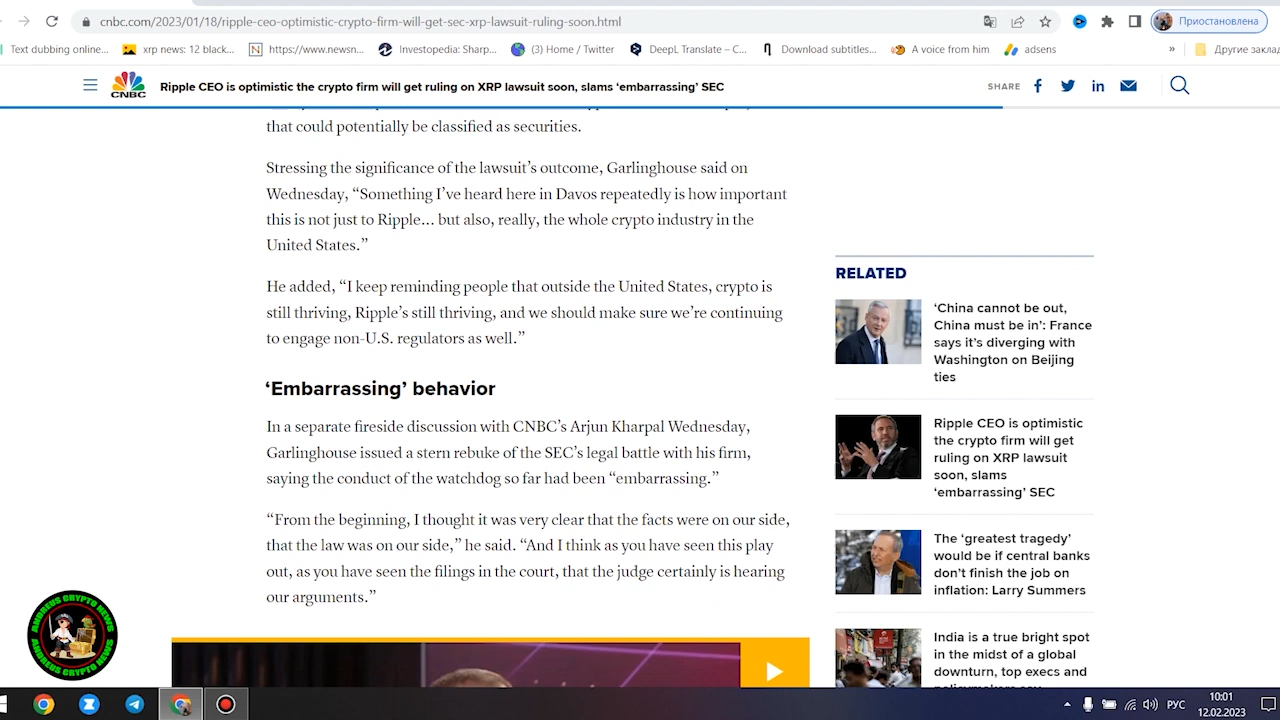 cnbc.com/2023/01/18/ripple-ceo-optimistic-crypto-firm-will-get-sec-xrp-lawsuit-ruling-soon.html
Приостановлена
Text dubbing online...
xrp news: 12 black...
https://www.newsn...
Investopedia: Sharp...
(3) Home / Twitter
DeepL Translate – C...
Download subtitles...
A voice from him
adsens
»
Другие закла
CNBC
Ripple CEO is optimistic the crypto firm will get ruling on XRP lawsuit soon, slams ‘embarrassing’ SEC
SHARE
that could potentially be classified as securities.
Stressing the significance of the lawsuit’s outcome, Garlinghouse said on
Wednesday, “Something I’ve heard here in Davos repeatedly is how important
this is not just to Ripple... but also, really, the whole crypto industry in the
United States.”
He added, “I keep reminding people that outside the United States, crypto is
still thriving, Ripple’s still thriving, and we should make sure we’re continuing
to engage non-U.S. regulators as well.”
‘Embarrassing’ behavior
In a separate fireside discussion with CNBC’s Arjun Kharpal Wednesday,
Garlinghouse issued a stern rebuke of the SEC’s legal battle with his firm,
saying the conduct of the watchdog so far had been “embarrassing.”
“From the beginning, I thought it was very clear that the facts were on our side,
that the law was on our side,” he said. “And I think as you have seen this play
out, as you have seen the filings in the court, that the judge certainly is hearing
our arguments.”
RELATED
‘China cannot be out,
China must be in’: France
says it’s diverging with
Washington on Beijing
ties
Ripple CEO is optimistic
the crypto firm will get
ruling on XRP lawsuit
soon, slams
‘embarrassing’ SEC
The ‘greatest tragedy’
would be if central banks
don’t finish the job on
inflation: Larry Summers
India is a true bright spot
in the midst of a global
downturn, top execs and
ANDREUS CRYPTO NEWS
ANDREUS CRYPTO NEWS
РУС
10:01
12.02.2023